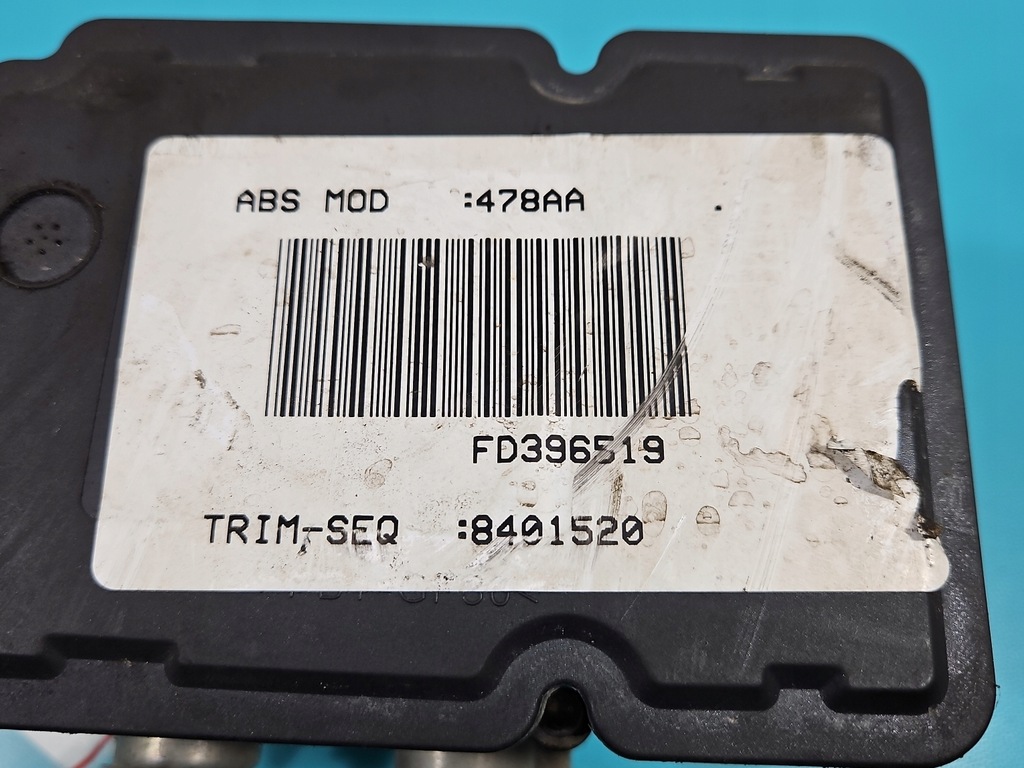 ABS MOD :478AA
FD396519
TRIM-SEQ :8401520